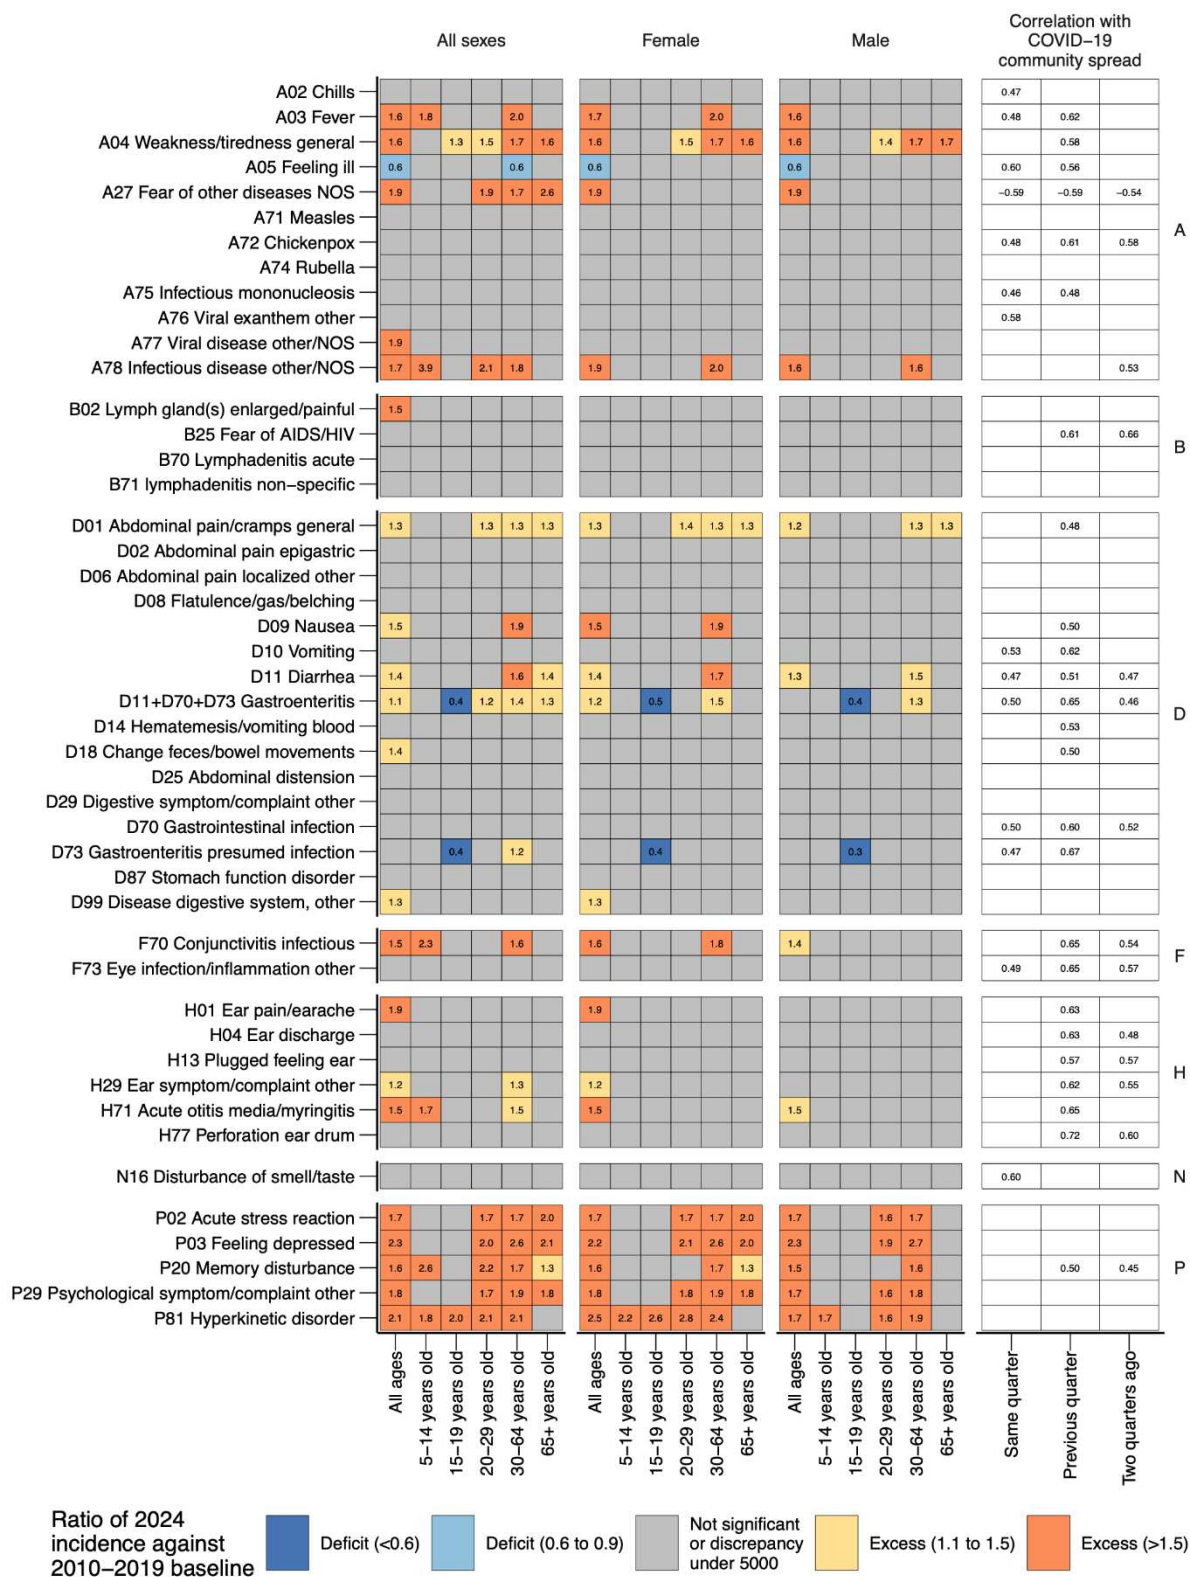 All sexes
Female
Male
Correlation with
COVID−19
community spread
A02 Chills 0.47
A03 Fever 1.6 1.8 2.0 1.7 2.0 1.6 0.48 0.62
A04 Weakness/tiredness general 1.6 1.3 1.5 1.7 1.6 1.6 1.5 1.7 1.6 1.6 1.4 1.7 1.7 0.58
A05 Feeling ill 0.6 0.6 0.6 0.6 0.60 0.56
A27 Fear of other diseases NOS 1.9 1.9 1.7 2.6 1.9 1.9 −0.59 −0.59 −0.54
A71 Measles
A
A72 Chickenpox 0.48 0.61 0.58
A74 Rubella
A75 Infectious mononucleosis 0.46 0.48
A76 Viral exanthem other 0.58
A77 Viral disease other/NOS 1.9
A78 Infectious disease other/NOS 1.7 3.9 2.1 1.8 1.9 2.0 1.6 1.6 0.53
B02 Lymph gland(s) enlarged/painful 1.5
B25 Fear of AIDS/HIV 0.61 0.66
B
B70 Lymphadenitis acute
B71 lymphadenitis non−specific
D01 Abdominal pain/cramps general 1.3 1.3 1.3 1.3 1.3 1.4 1.3 1.3 1.2 1.3 1.3 0.48
D02 Abdominal pain epigastric
D06 Abdominal pain localized other
D08 Flatulence/gas/belching
D09 Nausea 1.5 1.9 1.5 1.9 0.50
D10 Vomiting 0.53 0.62
D11 Diarrhea 1.4 1.6 1.4 1.4 1.7 1.3 1.5 0.47 0.51 0.47
D11+D70+D73 Gastroenteritis 1.1 0.4 1.2 1.4 1.3 1.2 0.5 1.5 0.4 1.3 0.50 0.65 0.46
D
D14 Hematemesis/vomiting blood 0.53
D18 Change feces/bowel movements 1.4 0.50
D25 Abdominal distension
D29 Digestive symptom/complaint other
D70 Gastrointestinal infection 0.50 0.60 0.52
D73 Gastroenteritis presumed infection 0.4 1.2 0.4 0.3 0.47 0.67
D87 Stomach function disorder
D99 Disease digestive system, other 1.3 1.3
F70 Conjunctivitis infectious 1.5 2.3 1.6 1.6 1.8 1.4 0.65 0.54
F
F73 Eye infection/inflammation other 0.49 0.65 0.57
H01 Ear pain/earache 1.9 1.9 0.63
H04 Ear discharge 0.63 0.48
H13 Plugged feeling ear 0.57 0.57
H
H29 Ear symptom/complaint other 1.2 1.3 1.2 0.62 0.55
H71 Acute otitis media/myringitis 1.5 1.7 1.5 1.5 1.5 0.65
H77 Perforation ear drum 0.72 0.60
N16 Disturbance of smell/taste 0.60 N
P02 Acute stress reaction 1.7 1.7 1.7 2.0 1.7 1.7 1.7 2.0 1.7 1.6 1.7
P03 Feeling depressed 2.3 2.0 2.6 2.1 2.2 2.1 2.6 2.0 2.3 1.9 2.7
P20 Memory disturbance 1.6 2.6 2.2 1.7 1.3 1.6 1.7 1.3 1.5 1.6 0.50 0.45 P
P29 Psychological symptom/complaint other 1.8 1.7 1.9 1.8 1.8 1.8 1.9 1.8 1.7 1.6 1.8
P81 Hyperkinetic disorder 2.1 1.8 2.0 2.1 2.1 2.5 2.2 2.6 2.8 2.4 1.7 1.7 1.6 1.9
All ages
5−14 years old
15−19 years old
20−29 years old
30−64 years old
65+ years old
All ages
5−14 years old
15−19 years old
20−29 years old
30−64 years old
65+ years old
All ages
5−14 years old
15−19 years old
20−29 years old
30−64 years old
65+ years old
Same quarter
Previous quarter
Two quarters ago
Ratio of 2024
incidence against
2010−2019 baseline
Deficit (<0.6)
Deficit (0.6 to 0.9)
Not significant
or discrepancy
under 5000
Excess (1.1 to 1.5)
Excess (>1.5)